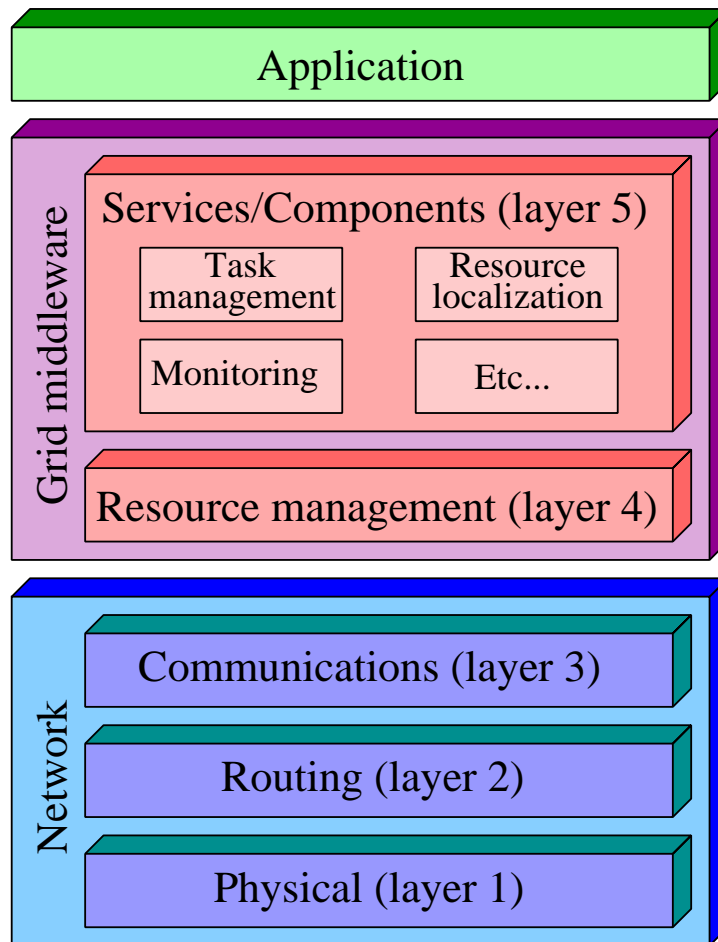 Application
Grid middleware
Services/Components (layer 5)
Task
management
Resource
localization
Monitoring
Etc...
Resource management (layer 4)
Network
Communications (layer 3)
Routing (layer 2)
Physical (layer 1)